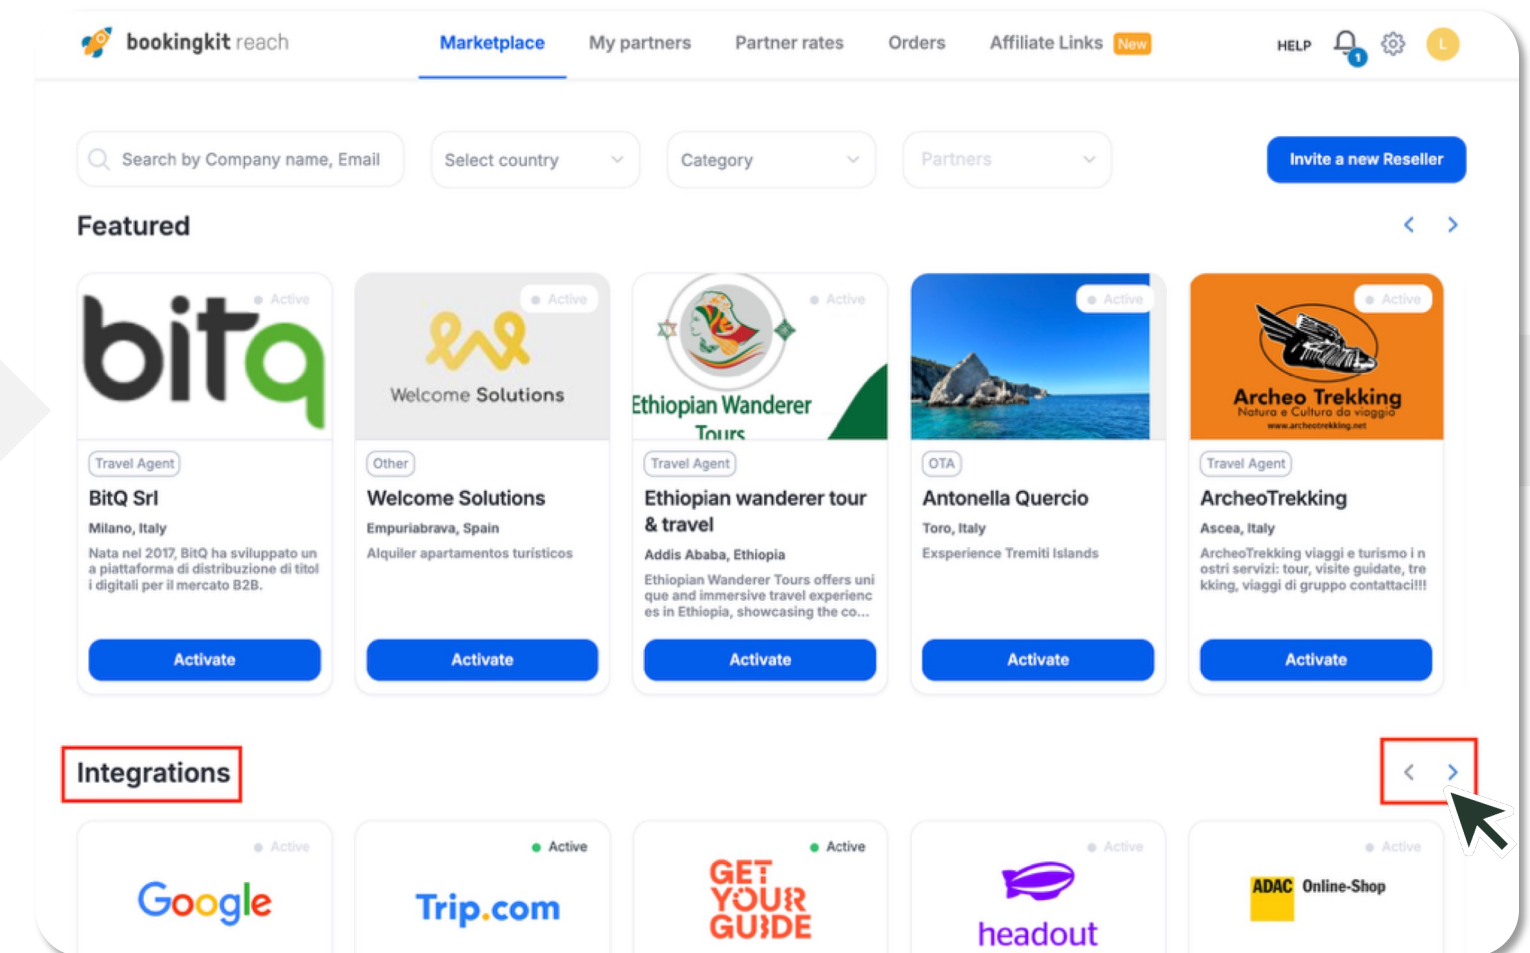 bookingkit reach
Marketplace
My partners
Partner rates
Orders
Affiliate Links New
HELP
1
L
Search by Company name, Email
Select country
Category
Partners
Invite a new Reseller
Featured
Active
bitq
Travel Agent
BitQ Srl
Milano, Italy
Nata nel 2017, BitQ ha sviluppato un
a piattaforma di distribuzione di titol
i digitali per il mercato B2B.
Activate
Active
Welcome Solutions
Other
Welcome Solutions
Empuriabrava, Spain
Alquiler apartamentos turísticos
Activate
Active
Ethiopian Wanderer
Tours
Travel Agent
Ethiopian wanderer tour
& travel
Addis Ababa, Ethiopia
Ethiopian Wanderer Tours offers uni
que and immersive travel experienc
es in Ethiopia, showcasing the co...
Activate
Active
OTA
Antonella Quercio
Toro, Italy
Exsperience Tremiti Islands
Activate
Active
Archeo Trekking
Natura e Cultura da viaggio
www.archeotrekking.net
Travel Agent
ArcheoTrekking
Ascea, Italy
ArcheoTrekking viaggi e turismo i n
ostri servizi: tour, visite guidate, tre
kking, viaggi di gruppo contattaci!!!
Activate
Integrations
Active
Google
Active
Trip.com
Active
GET
YOUR
GUIDE
Active
headout
Active
ADAC Online-Shop